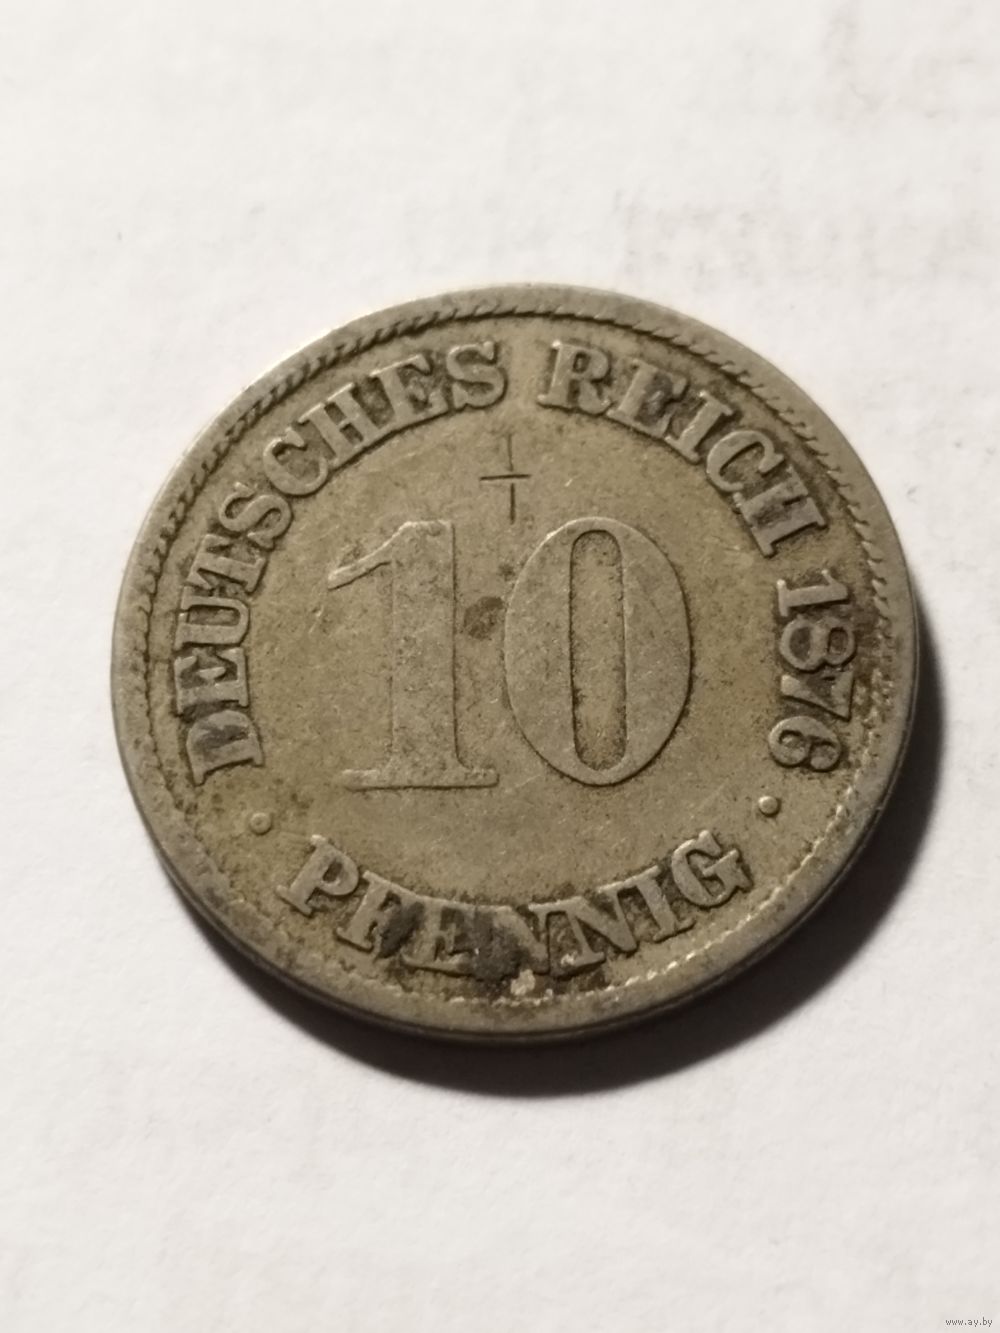 DEUTSCHES REICH 1876
10
· PFENNIG ·
www.ay.by